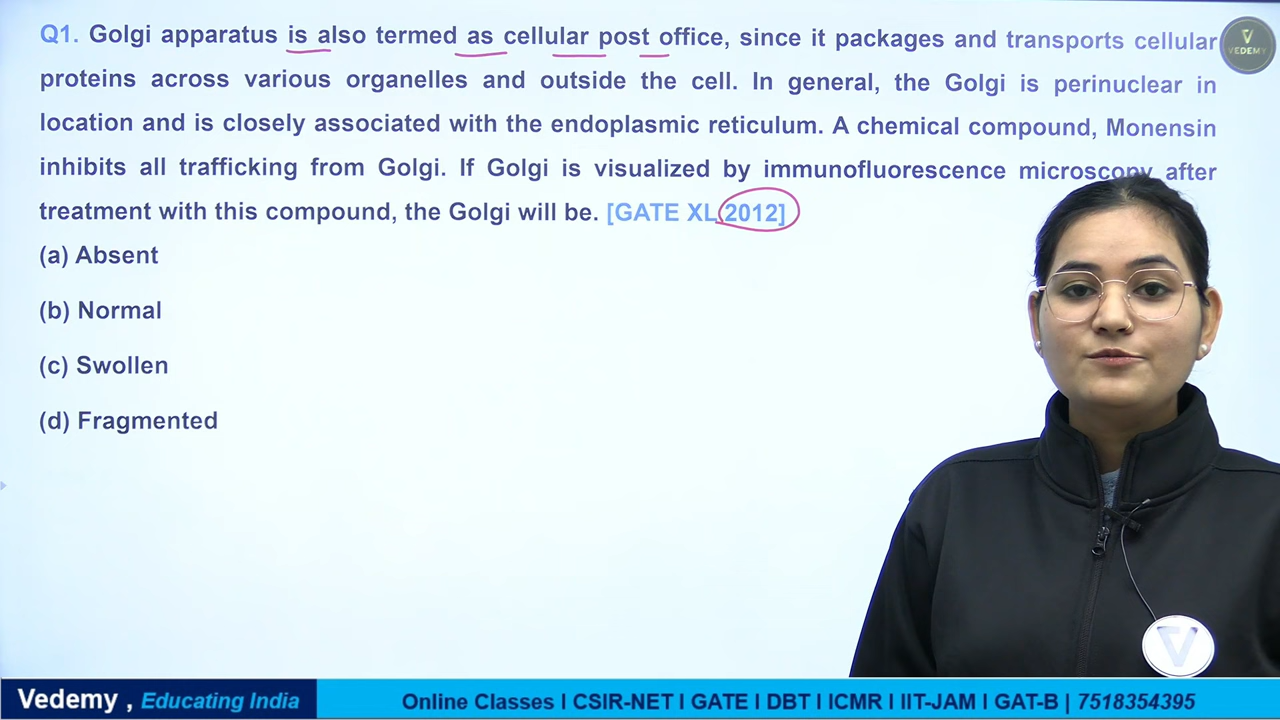 Q1. Golgi apparatus is also termed as cellular post office, since it packages and transports cellular
proteins across various organelles and outside the cell. In general, the Golgi is perinuclear in
location and is closely associated with the endoplasmic reticulum. A chemical compound, Monensin
inhibits all trafficking from Golgi. If Golgi is visualized by immunofluorescence microscopy after
treatment with this compound, the Golgi will be. [GATE XL 2012]
(a) Absent
(b) Normal
(c) Swollen
(d) Fragmented
V
VEDEMY
V
Vedemy , Educating India
Online Classes I CSIR-NET I GATE I DBT I ICMR I IIT-JAM I GAT-B | 7518354395